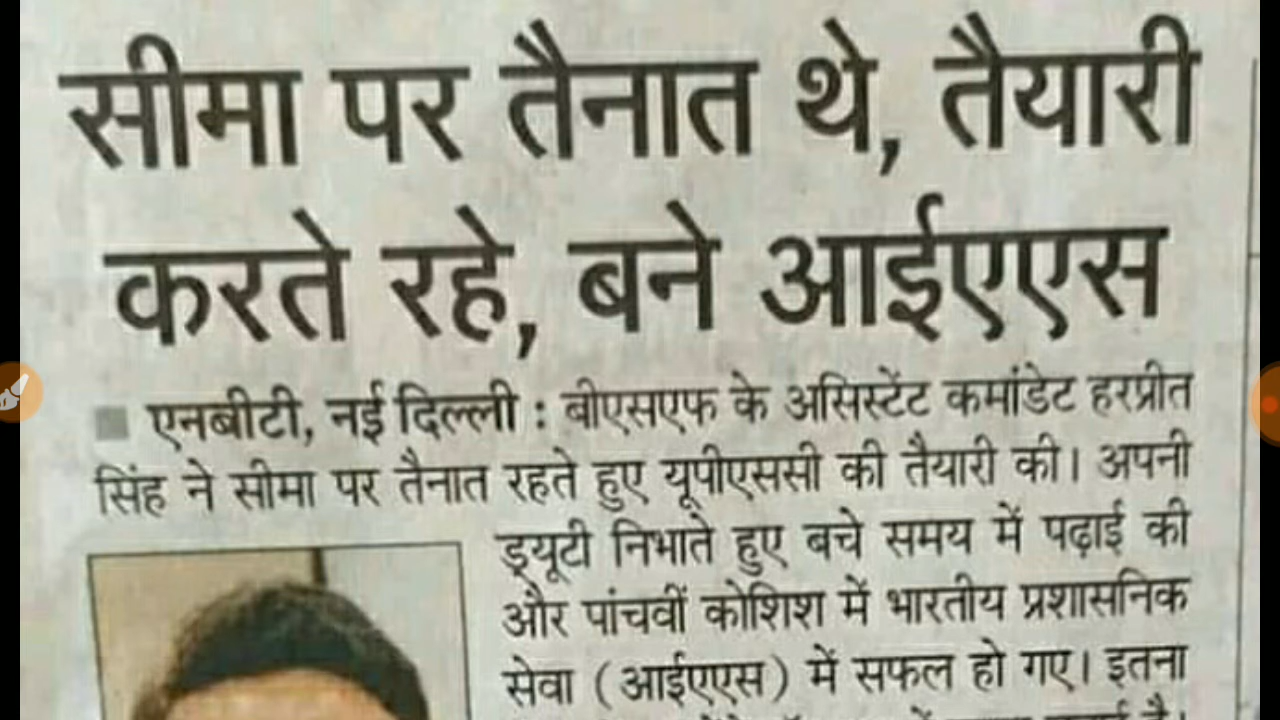 सीमा पर तैनात थे, तैयारी
करते रहे, बने आईएएस
एनबीटी, नई दिल्ली : बीएसएफ के असिस्टेंट कमांडेट हरप्रीत
सिंह ने सीमा पर तैनात रहते हुए यूपीएससी की तैयारी की। अपनी
ड्यूटी निभाते हुए बचे समय में पढ़ाई की
और पांचवीं कोशिश में भारतीय प्रशासनिक
सेवा (आईएएस) में सफल हो गए। इतना